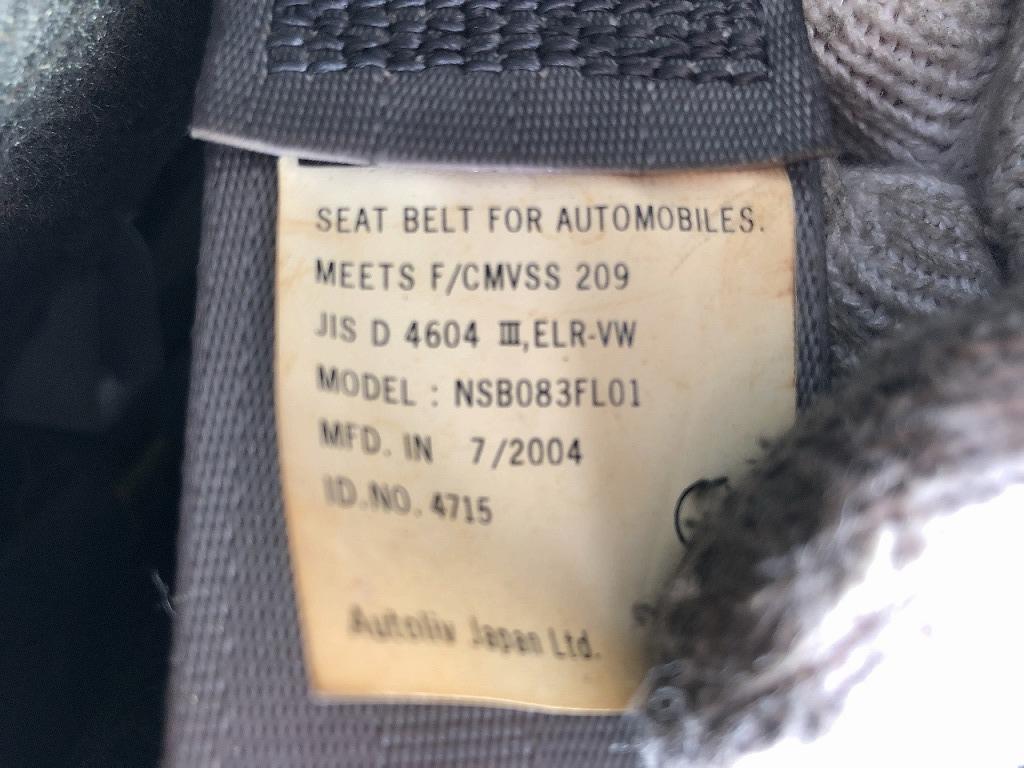 SEAT BELT FOR AUTOMOBILES.
MEETS F/CMVSS 209
JIS D 4604 Ⅲ,ELR-VW
MODEL : NSB083FL01
MFD. IN 7/2004
ID.NO. 4715
Autoliv Japan Ltd.